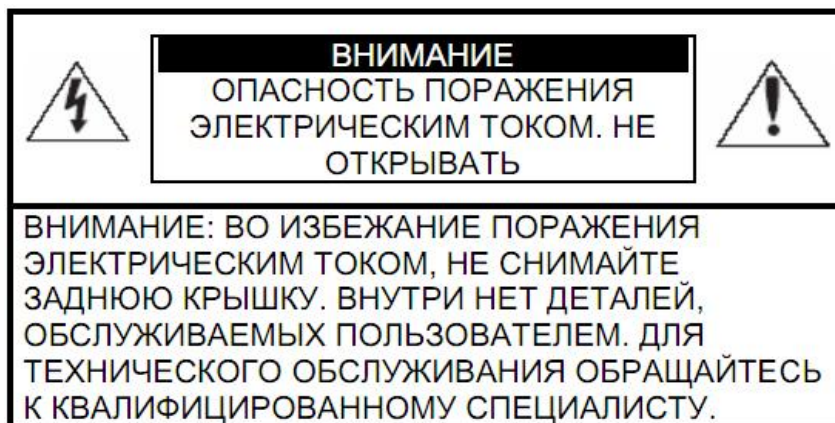 ВНИМАНИЕ
ОПАСНОСТЬ ПОРАЖЕНИЯ
ЭЛЕКТРИЧЕСКИМ ТОКОМ. НЕ
ОТКРЫВАТЬ
ВНИМАНИЕ: ВО ИЗБЕЖАНИЕ ПОРАЖЕНИЯ
ЭЛЕКТРИЧЕСКИМ ТОКОМ, НЕ СНИМАЙТЕ
ЗАДНЮЮ КРЫШКУ. ВНУТРИ НЕТ ДЕТАЛЕЙ,
ОБСЛУЖИВАЕМЫХ ПОЛЬЗОВАТЕЛЕМ. ДЛЯ
ТЕХНИЧЕСКОГО ОБСЛУЖИВАНИЯ ОБРАЩАЙТЕСЬ
К КВАЛИФИЦИРОВАННОМУ СПЕЦИАЛИСТУ.